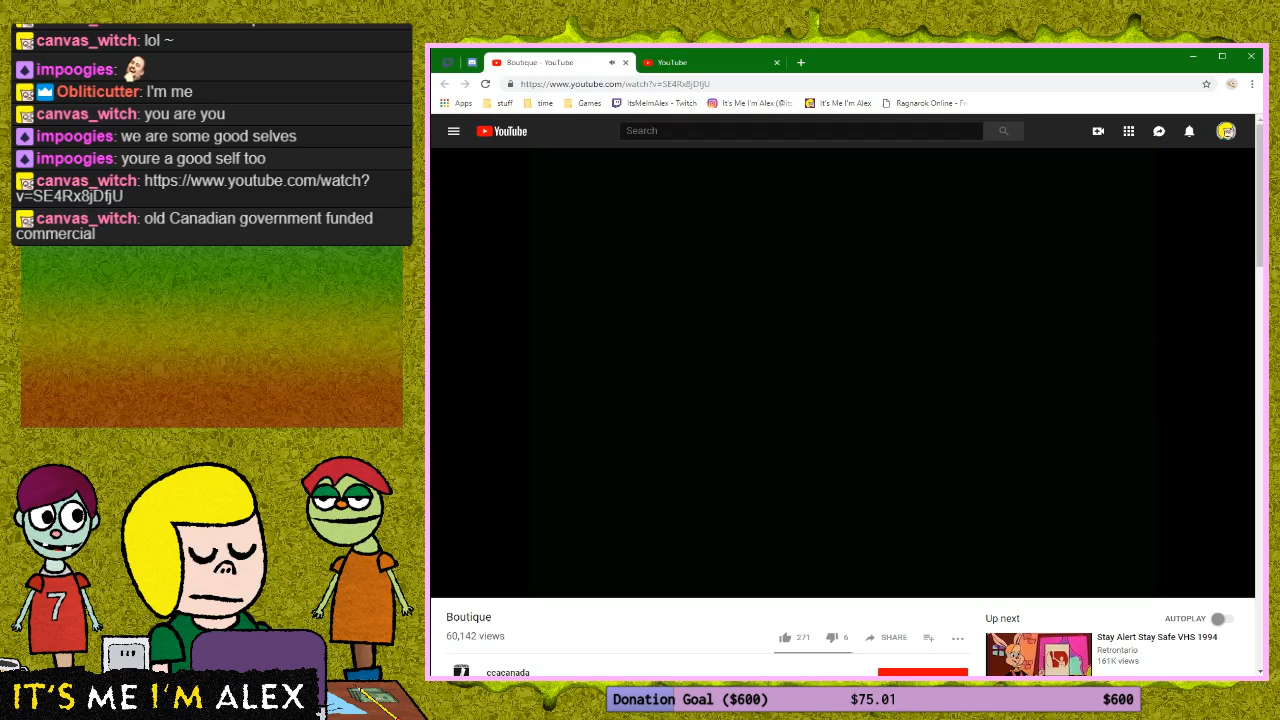 canvas_witch: lol ~
impoogies:
Obliticutter: I'm me
canvas_witch: you are you
impoogies: we are some good selves
impoogies: youre a good self too
canvas_witch: https://www.youtube.com/watch?
v=SE4Rx8jDfjU
canvas_witch: old Canadian government funded
commercial
7
IT'S ME I'M ALEX
Boutique - YouTube
YouTube
https://www.youtube.com/watch?v=SE4Rx8jDfjU
Apps stuff time Games ItsMeImAlex - Twitch It's Me I'm Alex (@its It's Me I'm Alex Ragnarok Online - Fri
YouTube
Search
Boutique
60,142 views
271 6 SHARE
ccacanada
Up next
AUTOPLAY
Stay Alert Stay Safe VHS 1994
Retrontario
161K views
Donation Goal ($600) $75.01 $600